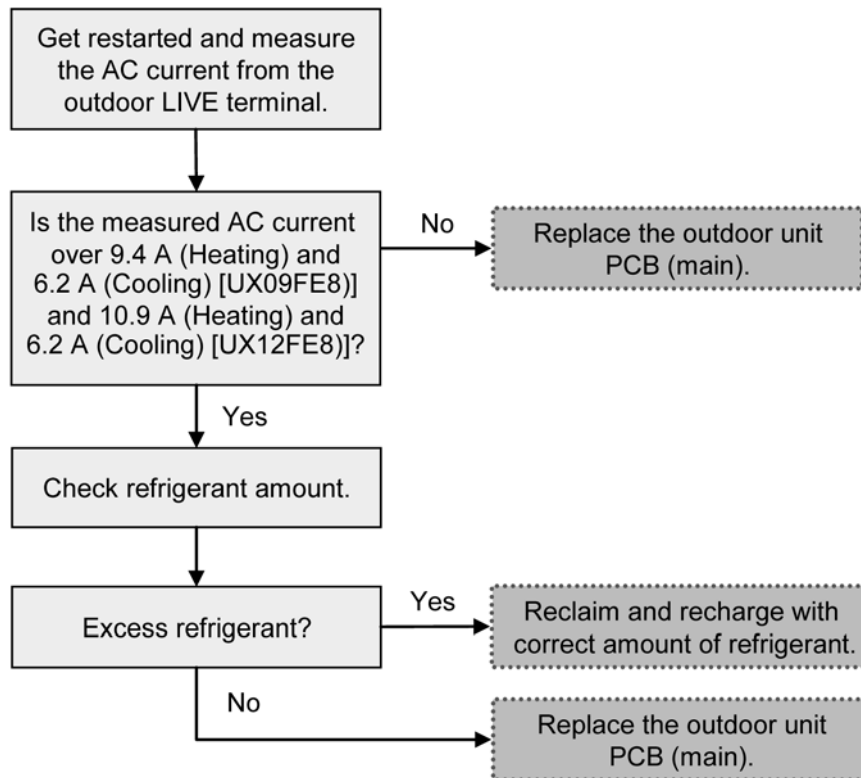 Get restarted and measure
the AC current from the
outdoor LIVE terminal.
Is the measured AC current
over 9.4 A (Heating) and
6.2 A (Cooling) [UX09FE8)]
and 10.9 A (Heating) and
6.2 A (Cooling) [UX12FE8)]?
No
Replace the outdoor unit
PCB (main).
Yes
Check refrigerant amount.
Excess refrigerant?
Yes
Reclaim and recharge with
correct amount of refrigerant.
No
Replace the outdoor unit
PCB (main).